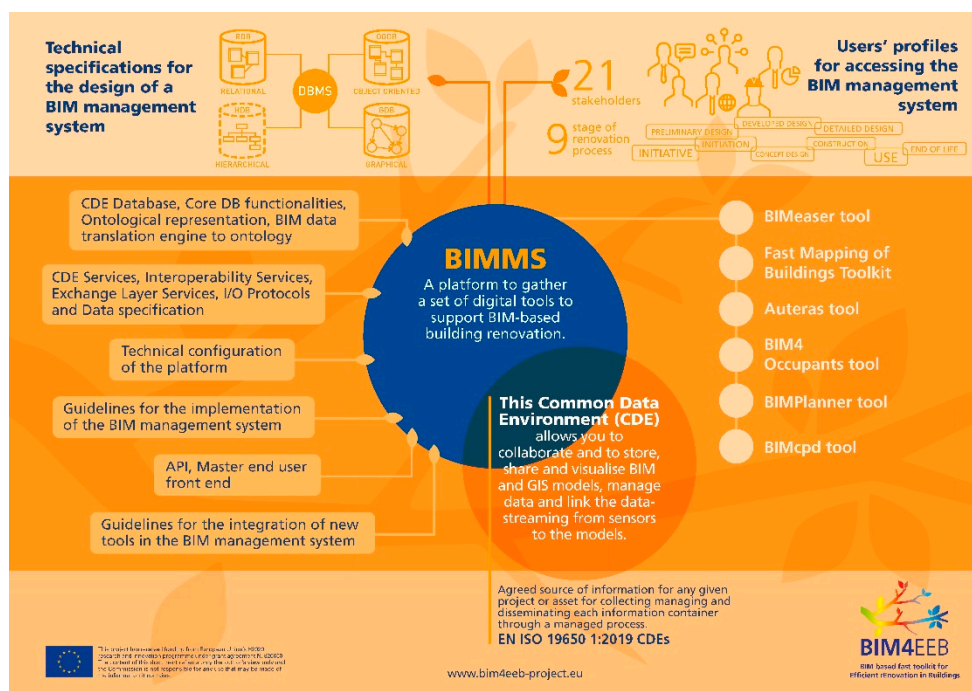 Technical
specifications for
the design of a
BIM management
system
RDB
RELATIONAL
OODB
OBJECT ORIENTED
DBMS
HDB
HIERARCHICAL
GDB
GRAPHICAL
21
stakeholders
9
stage of
renovation
process
Users' profiles
for accessing the
BIM management
system
PRELIMINARY DESIGN
DEVELOPED DESIGN
DETAILED DESIGN
INITIATIVE
INITIATION
CONCEPT DESIGN
CONSTRUCTION
USE
END OF LIFE
CDE Database, Core DB functionalities,
Ontological representation, BIM data
translation engine to ontology
CDE Services, Interoperability Services,
Exchange Layer Services, I/O Protocols
and Data specification
Technical configuration
of the platform
Guidelines for the implementation
of the BIM management system
API, Master end user
front end
Guidelines for the integration of new
tools in the BIM management system
BIMMS
A platform to gather
a set of digital tools to
support BIM-based
building renovation.
This Common Data
Environment (CDE)
allows you to
collaborate and to store,
share and visualise BIM
and GIS models, manage
data and link the data-
streaming from sensors
to the models.
BIMeaser tool
Fast Mapping of
Buildings Toolkit
Auteras tool
BIM4
Occupants tool
BIMPlanner tool
BIMcpd tool
Agreed source of information for any given
project or asset for collecting managing and
disseminating each information container
through a managed process.
EN ISO 19650 1:2019 CDEs
www.bim4eeb-project.eu
BIM4EEB
BIM based fast toolkit for
Efficient rEnovation in Buildings